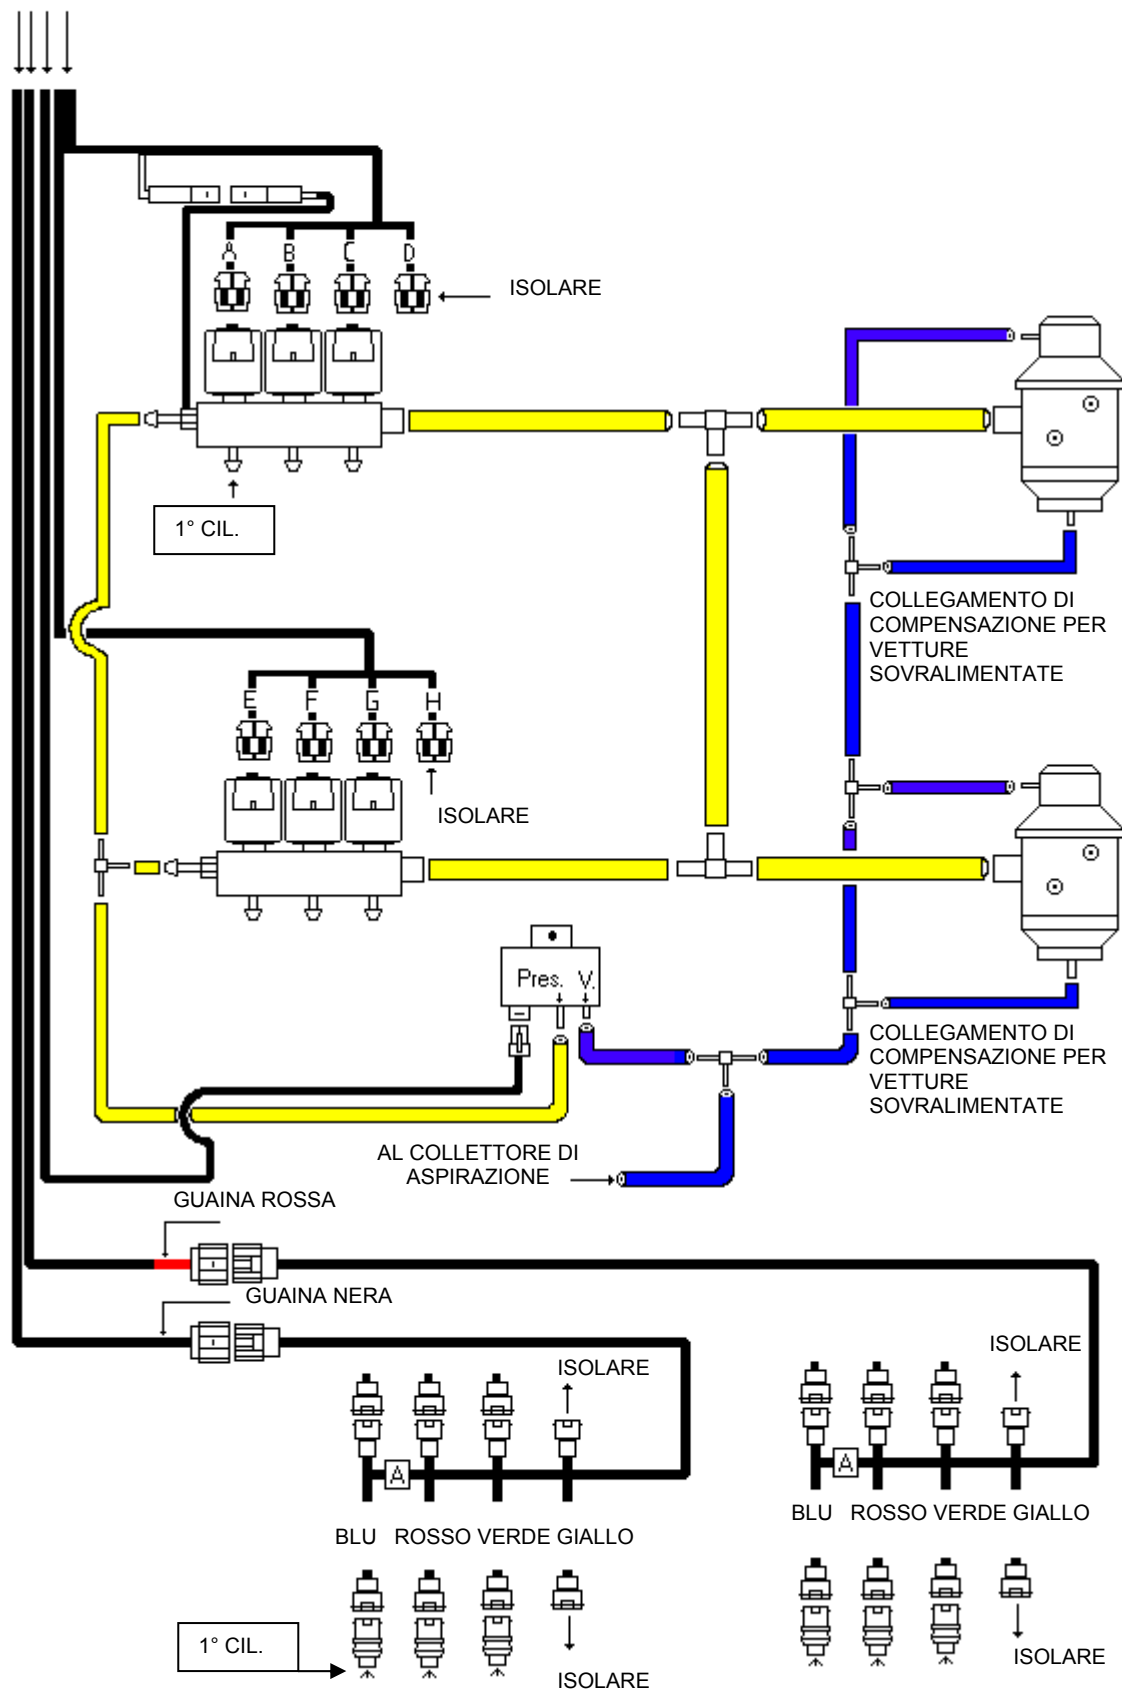 A B C D
ISOLARE
1° CIL.
COLLEGAMENTO DI
COMPENSAZIONE PER
VETTURE
SOVRALIMENTATE
E F G H
ISOLARE
Pres. V.
COLLEGAMENTO DI
COMPENSAZIONE PER
VETTURE
SOVRALIMENTATE
AL COLLETTORE DI
ASPIRAZIONE
GUAINA ROSSA
GUAINA NERA
ISOLARE
ISOLARE
A
A
BLU ROSSO VERDE GIALLO
BLU ROSSO VERDE GIALLO
1° CIL.
ISOLARE
ISOLARE